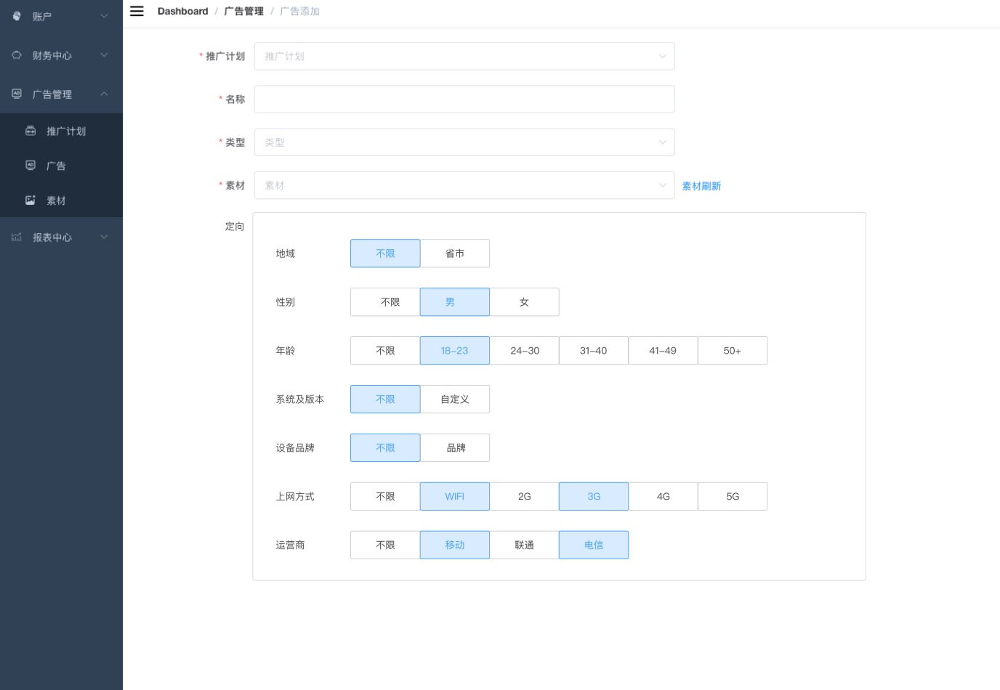 账户
财务中心
广告管理
推广计划
广告
素材
报表中心
Dashboard / 广告管理 / 广告添加
* 推广计划 推广计划
* 名称
* 类型 类型
* 素材 素材 素材刷新
定向
地域 不限 省市
性别 不限 男 女
年龄 不限 18-23 24-30 31-40 41-49 50+
系统及版本 不限 自定义
设备品牌 不限 品牌
上网方式 不限 WIFI 2G 3G 4G 5G
运营商 不限 移动 联通 电信